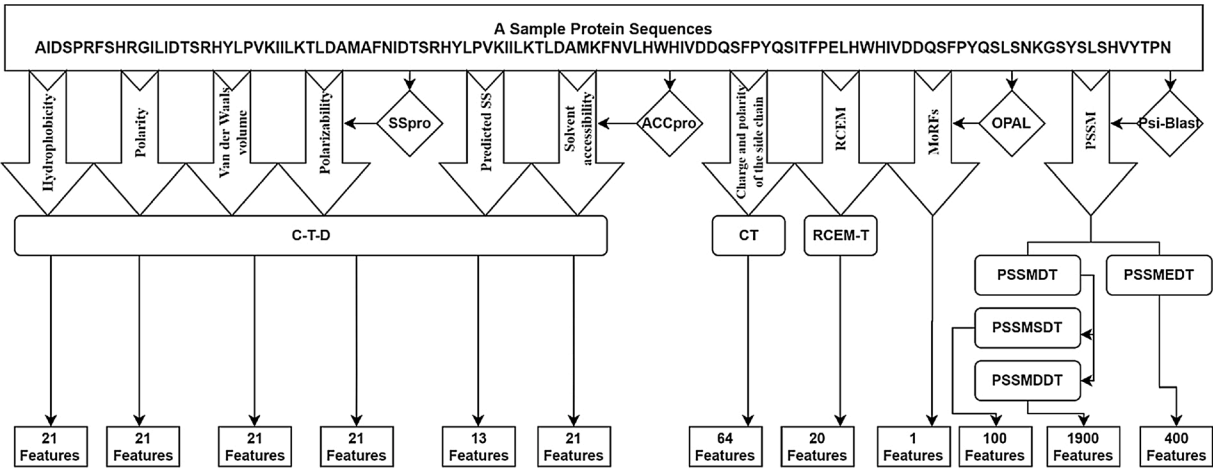 A Sample Protein Sequences
AIDSPRFSHRGILIDTSRHYLPVKIILKTLDAMAFNIDTSRHYLPVKIILKTLDAMKFNVLHWHIVDDQSFPYQSITFPELHWHIVDDQSFPYQSLSNKGSYSLSHVYTPN
Hydrophobicity
Polarity
Van der Waals
volume
Polarizability
SSpro
Predicted SS
Solvent
accessibility
ACCpro
Charge and polarity
of the side chain
RCEM
MoRFs
OPAL
PSSM
Psi-Blast
C-T-D
CT
RCEM-T
PSSMDT
PSSMEDT
PSSMSDT
PSSMDDT
21
Features
21
Features
21
Features
21
Features
13
Features
21
Features
64
Features
20
Features
1
Features
100
Features
1900
Features
400
Features